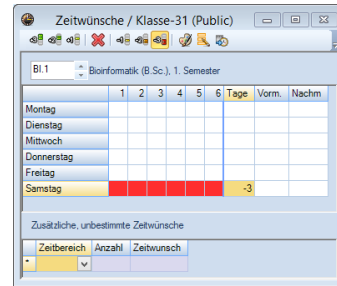 Zeitwünsche / Klasse-31 (Public)
BI.1 Bioinformatik (B.Sc.), 1. Semester
1 2 3 4 5 6 Tage Vorm. Nachm
Montag
Dienstag
Mittwoch
Donnerstag
Freitag
Samstag -3
Zusätzliche, unbestimmte Zeitwünsche
Zeitbereich Anzahl Zeitwunsch
*